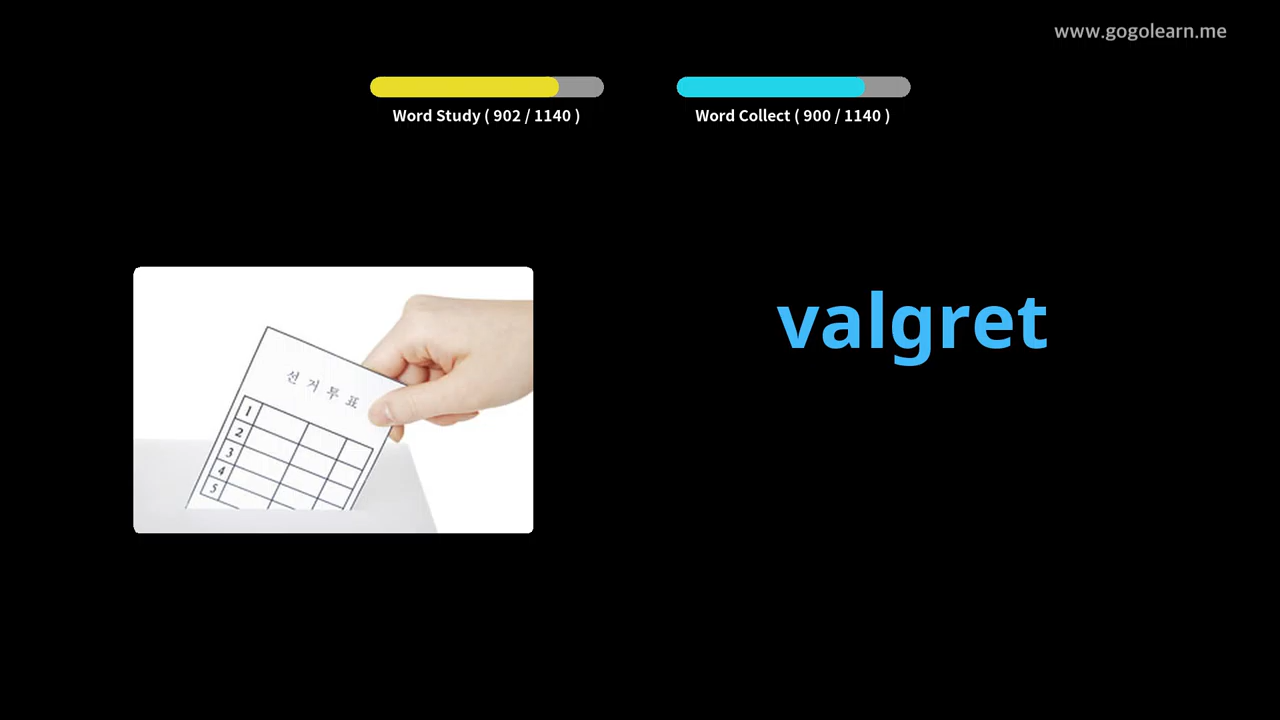 www.gogolearn.me
Word Study ( 902 / 1140 )
Word Collect ( 900 / 1140 )
valgret
선거투표
1
2
3
4
5